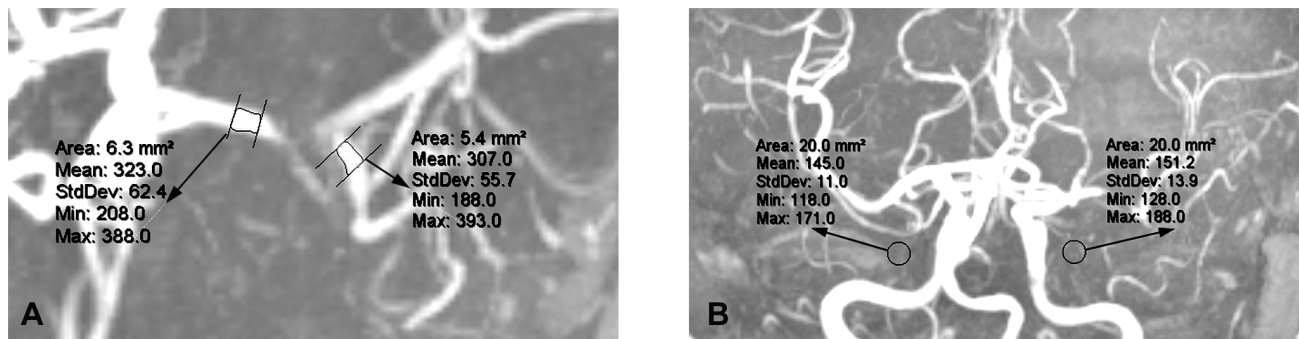 Area: 6.3 mm²
Mean: 323.0
StdDev: 62.4
Min: 208.0
Max: 388.0
Area: 5.4 mm²
Mean: 307.0
StdDev: 55.7
Min: 188.0
Max: 393.0
A
Area: 20.0 mm²
Mean: 145.0
StdDev: 11.0
Min: 118.0
Max: 171.0
Area: 20.0 mm²
Mean: 151.2
StdDev: 13.9
Min: 128.0
Max: 188.0
B